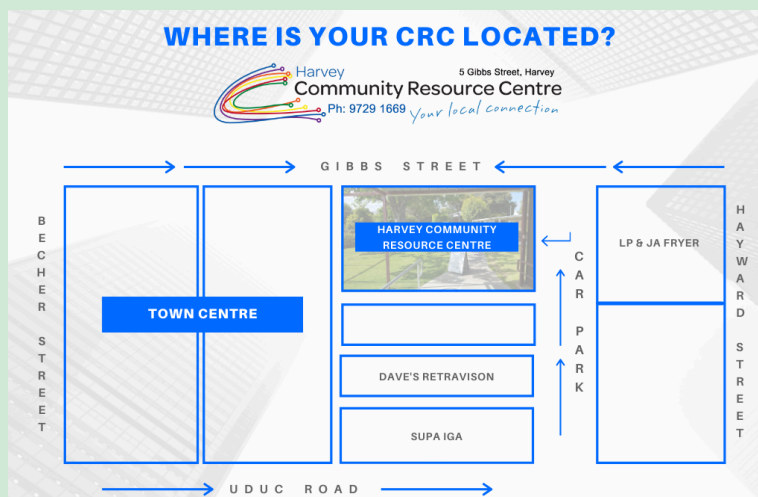 WHERE IS YOUR CRC LOCATED?
Harvey
5 Gibbs Street, Harvey
Community Resource Centre
Ph: 9729 1669
Your local connection
GIBBS STREET
BECHER STREET
HARVEY COMMUNITY
RESOURCE CENTRE
LP & JA FRYER
HAYWARD STREET
CAR PARK
TOWN CENTRE
DAVE'S RETRAVISON
SUPA IGA
UDUC ROAD